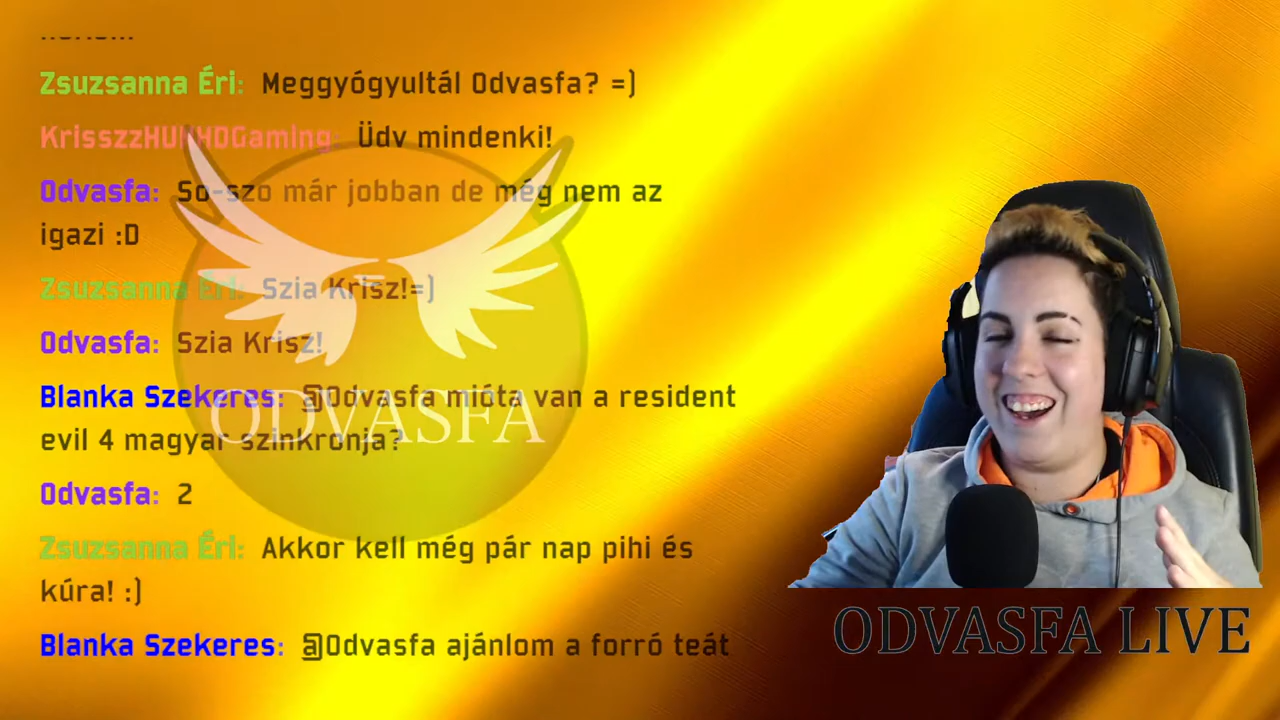 Zsuzsanna Éri: Meggyógyultál Odvasfa? =)
KrisszzHUNHDGaming: Üdv mindenki!
Odvasfa: So-szo már jobban de még nem az
igazi :D
Zsuzsanna Éri: Szia Krisz!=)
Odvasfa: Szia Krisz!
Blanka Szekeres: @Odvasfa mióta van a resident
evil 4 magyar szinkronja?
ODVASFA
Odvasfa: 2
Zsuzsanna Éri: Akkor kell még pár nap pihi és
kúra! :)
Blanka Szekeres: @Odvasfa ajánlom a forró teát
ODVASFA LIVE